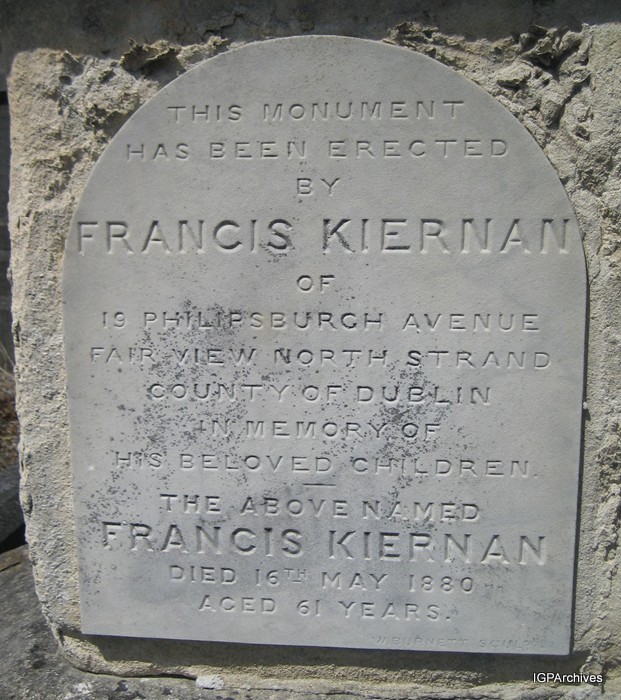 THIS MONUMENT
HAS BEEN ERECTED
BY
FRANCIS KIERNAN
OF
19 PHILIPSBURGH AVENUE
FAIR VIEW NORTH STRAND
COUNTY OF DUBLIN
IN MEMORY OF
HIS BELOVED CHILDREN.
THE ABOVE NAMED
FRANCIS KIERNAN
DIED 16TH MAY 1880
AGED 61 YEARS.
W. BURNETT SCULP
IGPArchives